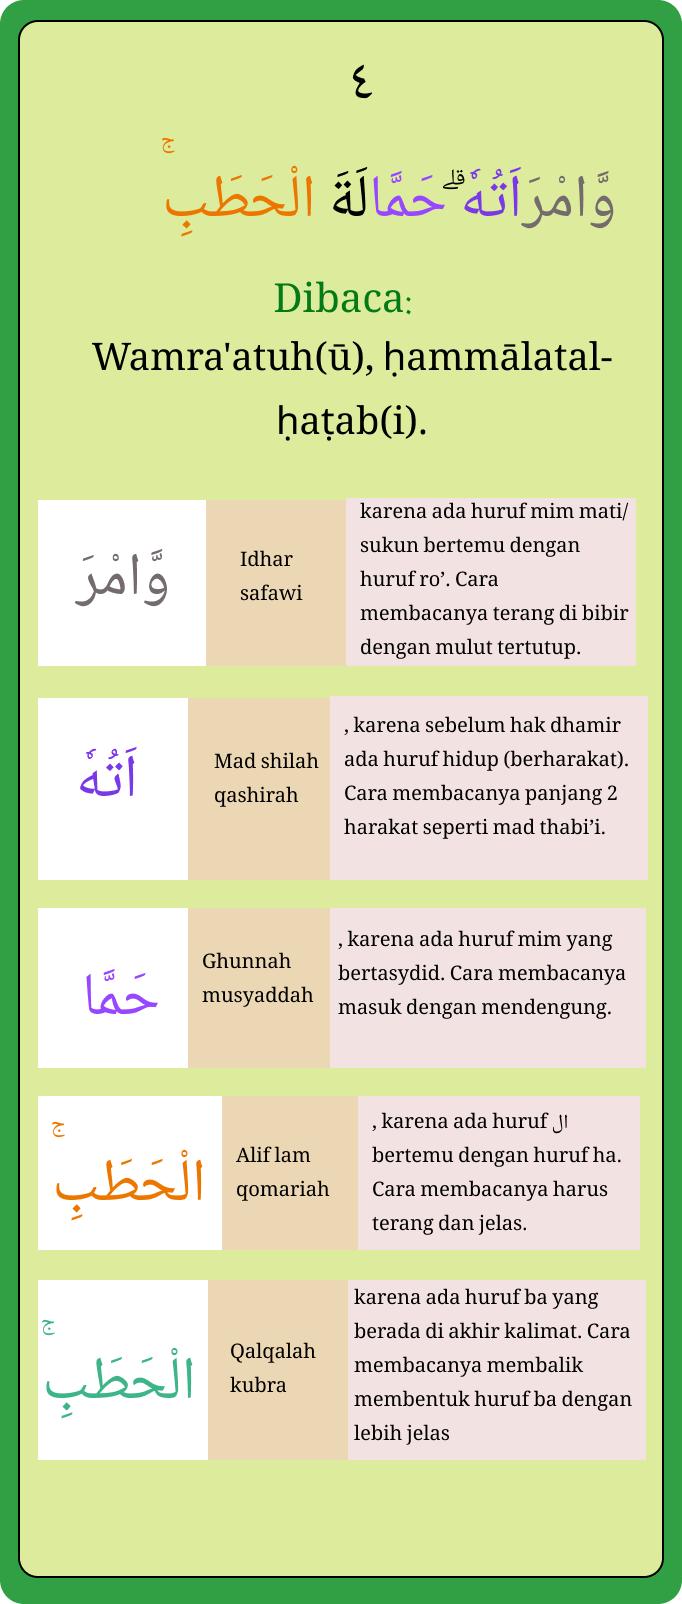 ٤
وَّامْرَاَتُهٗ ۗحَمَّالَةَ الْحَطَبِۚ
Dibaca:
Wamra'atuh(ū), ḥammālatal-
ḥaṭab(i).
وَّامْرَ
Idhar
safawi
karena ada huruf mim mati/
sukun bertemu dengan
huruf ro’. Cara
membacanya terang di bibir
dengan mulut tertutup.
اَتُهٗ
Mad shilah
qashirah
, karena sebelum hak dhamir
ada huruf hidup (berharakat).
Cara membacanya panjang 2
harakat seperti mad thabi’i.
حَمَّا
Ghunnah
musyaddah
, karena ada huruf mim yang
bertasydid. Cara membacanya
masuk dengan mendengung.
الْحَطَبِۚ
Alif lam
qomariah
, karena ada huruf ال
bertemu dengan huruf ha.
Cara membacanya harus
terang dan jelas.
الْحَطَبِۚ
Qalqalah
kubra
karena ada huruf ba yang
berada di akhir kalimat. Cara
membacanya membalik
membentuk huruf ba dengan
lebih jelas